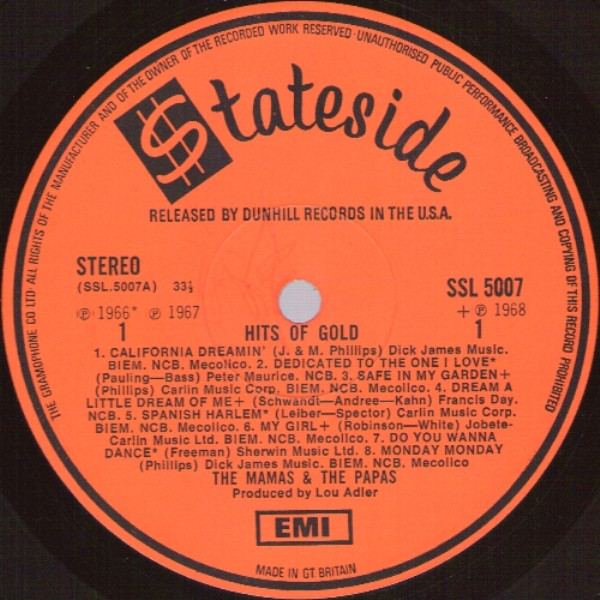 THE GRAMOPHONE CO LTD · ALL RIGHTS OF THE MANUFACTURER AND OF THE OWNER OF THE RECORDED WORK RESERVED · UNAUTHORISED PUBLIC PERFORMANCE BROADCASTING AND COPYING OF THIS RECORD PROHIBITED
$tateside
RELEASED BY DUNHILL RECORDS IN THE U.S.A.
STEREO
(SSL.5007A) 33⅓
SSL 5007
℗ 1966* ℗ 1967
+ ℗ 1968
1 HITS OF GOLD 1
1. CALIFORNIA DREAMIN' (J. & M. Phillips) Dick James Music.
BIEM. NCB. Mecolico. 2. DEDICATED TO THE ONE I LOVE*
(Pauling—Bass) Peter Maurice. NCB. 3. SAFE IN MY GARDEN+
(Phillips) Carlin Music Corp. BIEM. NCB. Mecolico. 4. DREAM A
LITTLE DREAM OF ME+ (Schwandt—Andree—Kahn) Francis Day.
NCB. 5. SPANISH HARLEM* (Leiber—Spector) Carlin Music Corp.
BIEM. NCB. Mecolico. 6. MY GIRL+ (Robinson—White) Jobete-
Carlin Music Ltd. BIEM. NCB. Mecolico. 7. DO YOU WANNA
DANCE* (Freeman) Sherwin Music Ltd. 8. MONDAY MONDAY
(Phillips) Dick James Music. BIEM. NCB. Mecolico
THE MAMAS & THE PAPAS
Produced by Lou Adler
EMI
MADE IN GT. BRITAIN